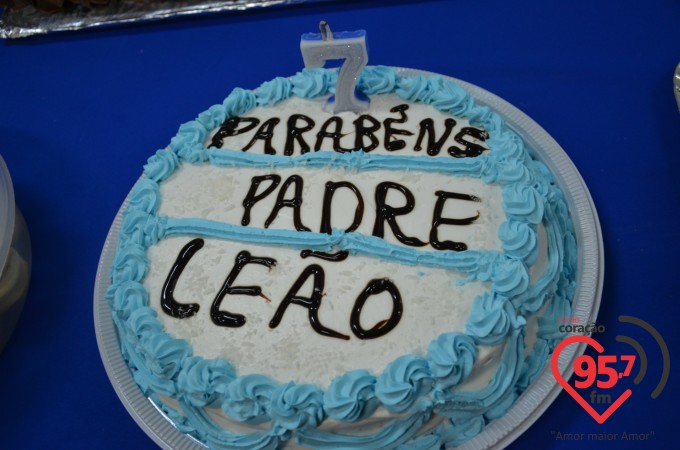 7
PARABÉNS
PADRE
LEÃO
coração
95,7
fm
"Amor maior Amor"